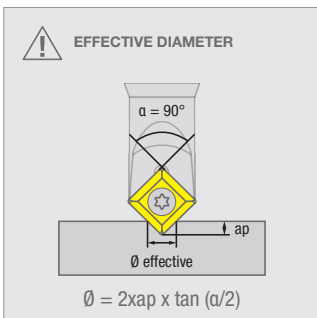 EFFECTIVE DIAMETER
α = 90°
ap
Ø effective
Ø = 2xap x tan (α/2)